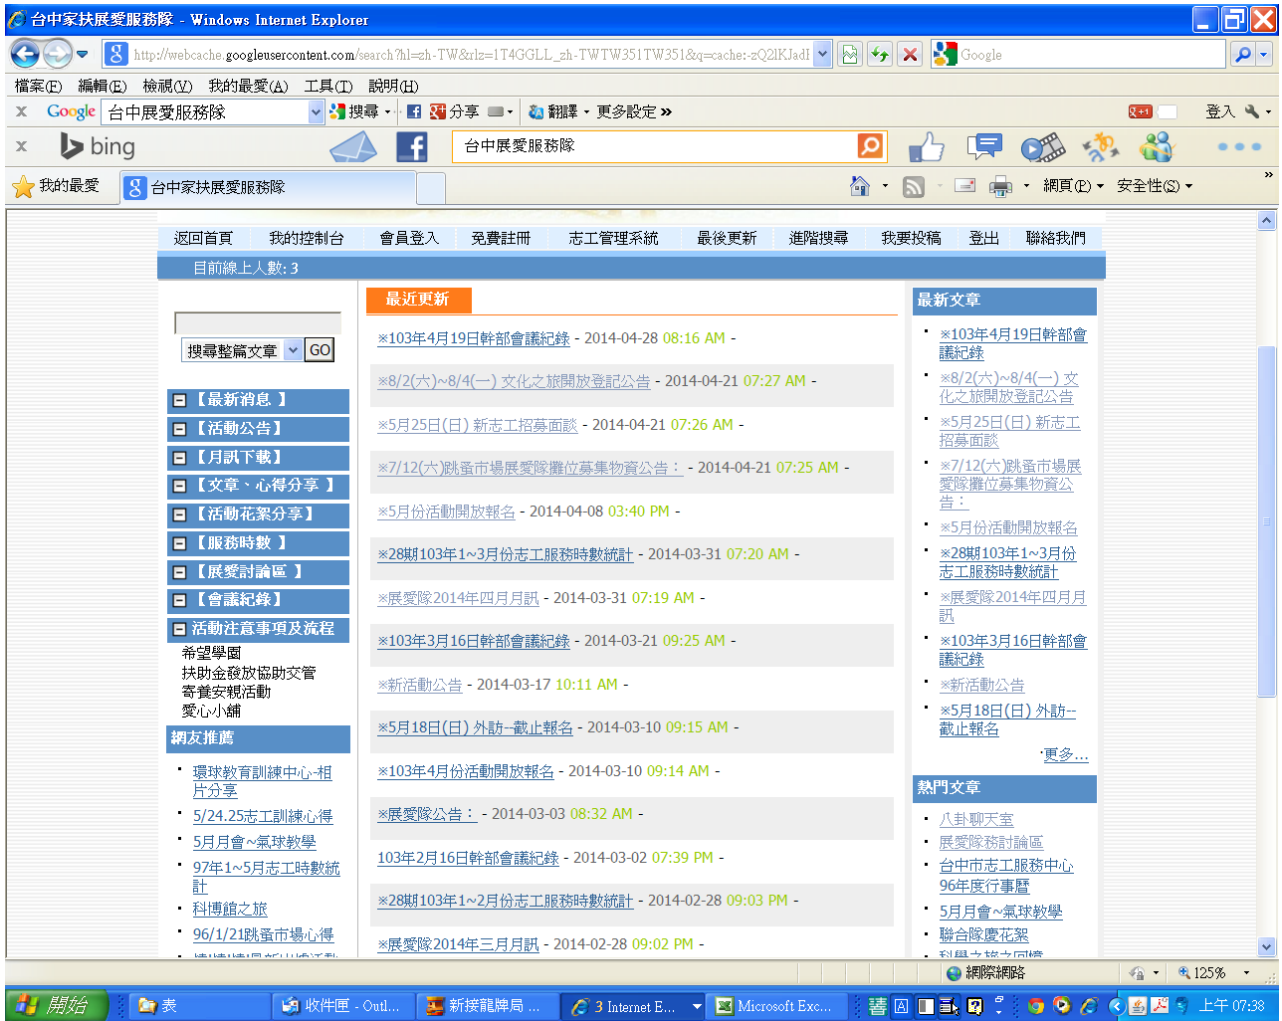 台中家扶展愛服務隊 - Windows Internet Explorer
http://webcache.googleusercontent.com/search?hl=zh-TW&rlz=1T4GGLL_zh-TWTW351TW351&q=cache:-zQ2lKJadI
Google
檔案(F) 編輯(E) 檢視(V) 我的最愛(A) 工具(T) 說明(H)
x Google 台中展愛服務隊 搜尋 分享 翻譯 更多設定 » 登入
x bing 台中展愛服務隊
我的最愛 台中家扶展愛服務隊 網頁(P) 安全性(S) »
返回首頁 我的控制台 會員登入 免費註冊 志工管理系統 最後更新 進階搜尋 我要投稿 登出 聯絡我們
目前線上人數: 3
搜尋整篇文章 GO
【最新消息 】
【活動公告】
【月訊下載】
【文章、心得分享 】
【活動花絮分享】
【服務時數 】
【展愛討論區 】
【會議紀錄】
活動注意事項及流程
希望學園
扶助金發放協助交管
寄養安親活動
愛心小舖
網友推薦
環球教育訓練中心-相
片分享
5/24.25志工訓練心得
5月月會~氣球教學
97年1~5月志工時數統
計
科博館之旅
96/1/21跳蚤市場心得
最近更新
※103年4月19日幹部會議紀錄 - 2014-04-28 08:16 AM -
※8/2(六)~8/4(一) 文化之旅開放登記公告 - 2014-04-21 07:27 AM -
※5月25日(日) 新志工招募面談 - 2014-04-21 07:26 AM -
※7/12(六)跳蚤市場展愛隊攤位募集物資公告： - 2014-04-21 07:25 AM -
※5月份活動開放報名 - 2014-04-08 03:40 PM -
※28期103年1~3月份志工服務時數統計 - 2014-03-31 07:20 AM -
※展愛隊2014年四月月訊 - 2014-03-31 07:19 AM -
※103年3月16日幹部會議紀錄 - 2014-03-21 09:25 AM -
※新活動公告 - 2014-03-17 10:11 AM -
※5月18日(日) 外訪--截止報名 - 2014-03-10 09:15 AM -
※103年4月份活動開放報名 - 2014-03-10 09:14 AM -
※展愛隊公告： - 2014-03-03 08:32 AM -
103年2月16日幹部會議紀錄 - 2014-03-02 07:39 PM -
※28期103年1~2月份志工服務時數統計 - 2014-02-28 09:03 PM -
※展愛隊2014年三月月訊 - 2014-02-28 09:02 PM -
最新文章
※103年4月19日幹部會
議紀錄
※8/2(六)~8/4(一) 文
化之旅開放登記公告
※5月25日(日) 新志工
招募面談
※7/12(六)跳蚤市場展
愛隊攤位募集物資公
告：
※5月份活動開放報名
※28期103年1~3月份
志工服務時數統計
※展愛隊2014年四月月
訊
※103年3月16日幹部會
議紀錄
※新活動公告
※5月18日(日) 外訪--
截止報名
‧更多...
熱門文章
八卦聊天室
展愛隊務討論區
台中市志工服務中心
96年度行事曆
5月月會~氣球教學
聯合隊慶花絮
科學之旅之回憶
網際網路 125%
開始 表 收件匣 - Outl... 新接龍牌局 ... 3 Internet E... Microsoft Exc... 上午 07:38